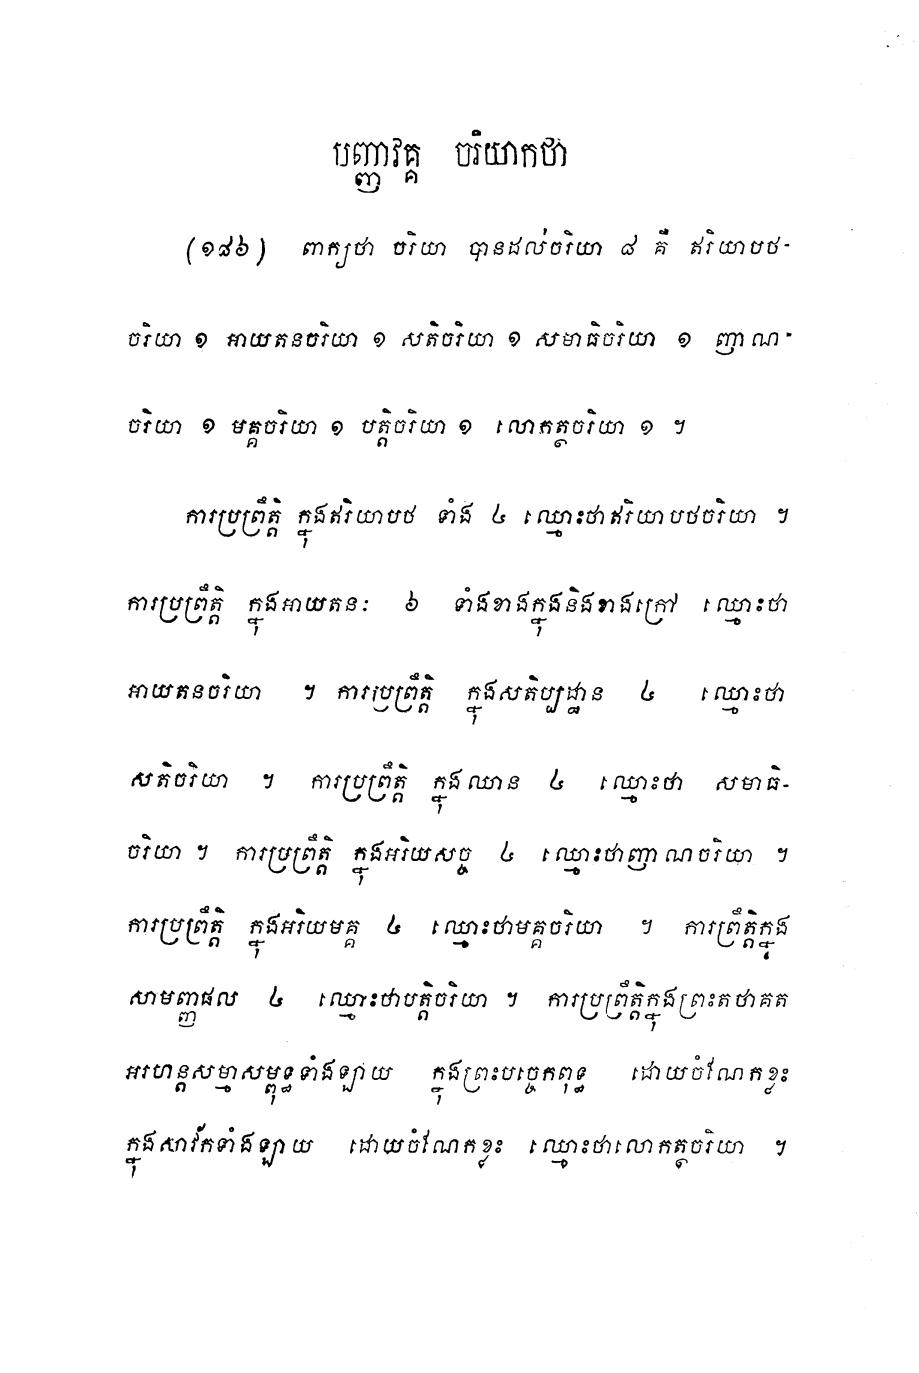 បញ្ញាវគ្គ ចរិយាកថា
(១៨៦) ពាក្យថា ចរិយា បានដល់ចរិយា ៨ គឺ ឥរិយាបថ-
ចរិយា ១ អាយតនចរិយា ១ សតិចរិយា ១ សមាធិចរិយា ១ ញាណ-
ចរិយា ១ មគ្គចរិយា ១ បត្តិចរិយា ១ លោកត្ថចរិយា ១ ។
ការប្រព្រឹត្តិ ក្នុងឥរិយាបថ ទាំង ៤ ឈ្មោះថាឥរិយាបថចរិយា ។
ការប្រព្រឹត្តិ ក្នុងអាយតនៈ ៦ ទាំងខាងក្នុងនិងខាងក្រៅ ឈ្មោះថា
អាយតនចរិយា ។ ការប្រព្រឹត្តិ ក្នុងសតិប្បដ្ឋាន ៤ ឈ្មោះថា
សតិចរិយា ។ ការប្រព្រឹត្តិ ក្នុងឈាន ៤ ឈ្មោះថា សមាធិ-
ចរិយា ។ ការប្រព្រឹត្តិ ក្នុងអរិយសច្ច ៤ ឈ្មោះថាញាណចរិយា ។
ការប្រព្រឹត្តិ ក្នុងអរិយមគ្គ ៤ ឈ្មោះថាមគ្គចរិយា ។ ការព្រឹត្តិក្នុង
សាមញ្ញផល ៤ ឈ្មោះថាបត្តិចរិយា ។ ការប្រព្រឹត្តិក្នុងព្រះតថាគត
អរហន្តសម្មាសម្ពុទ្ធទាំងឡាយ ក្នុងព្រះបច្ចេកពុទ្ធ ដោយចំណែកខ្លះ
ក្នុងសាវ័កទាំងឡាយ ដោយចំណែកខ្លះ ឈ្មោះថាលោកត្ថចរិយា ។